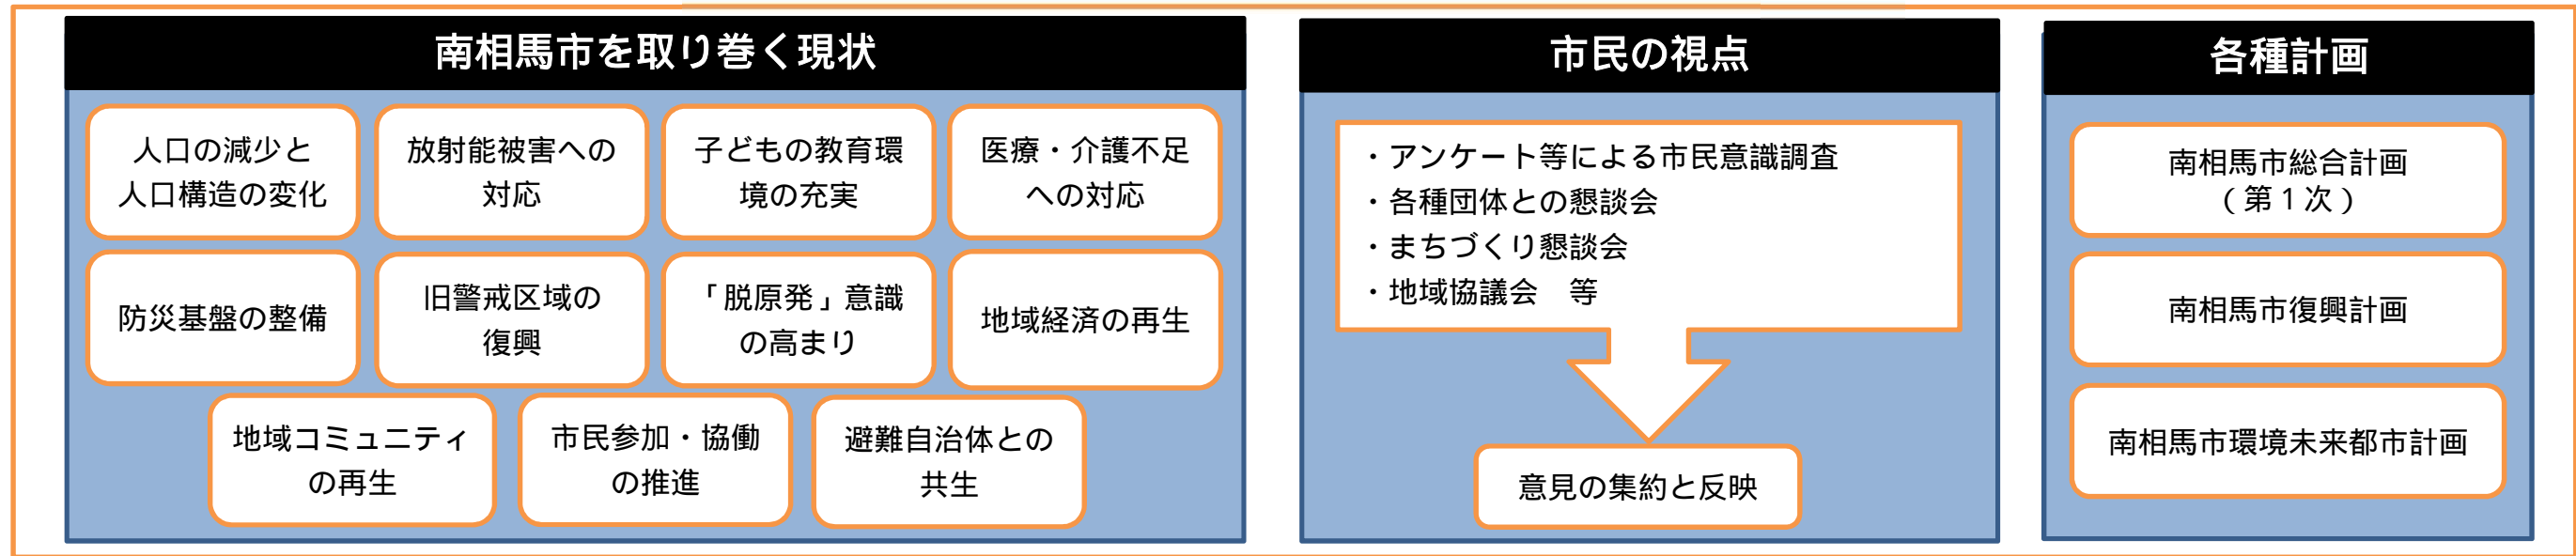 南相馬市を取り巻く現状
人口の減少と
人口構造の変化
放射能被害への
対応
子どもの教育環
境の充実
医療・介護不足
への対応
防災基盤の整備
旧警戒区域の
復興
「脱原発」意識
の高まり
地域経済の再生
地域コミュニティ
の再生
市民参加・協働
の推進
避難自治体との
共生
市民の視点
・アンケート等による市民意識調査
・各種団体との懇談会
・まちづくり懇談会
・地域協議会　等
意見の集約と反映
各種計画
南相馬市総合計画
（第１次）
南相馬市復興計画
南相馬市環境未来都市計画